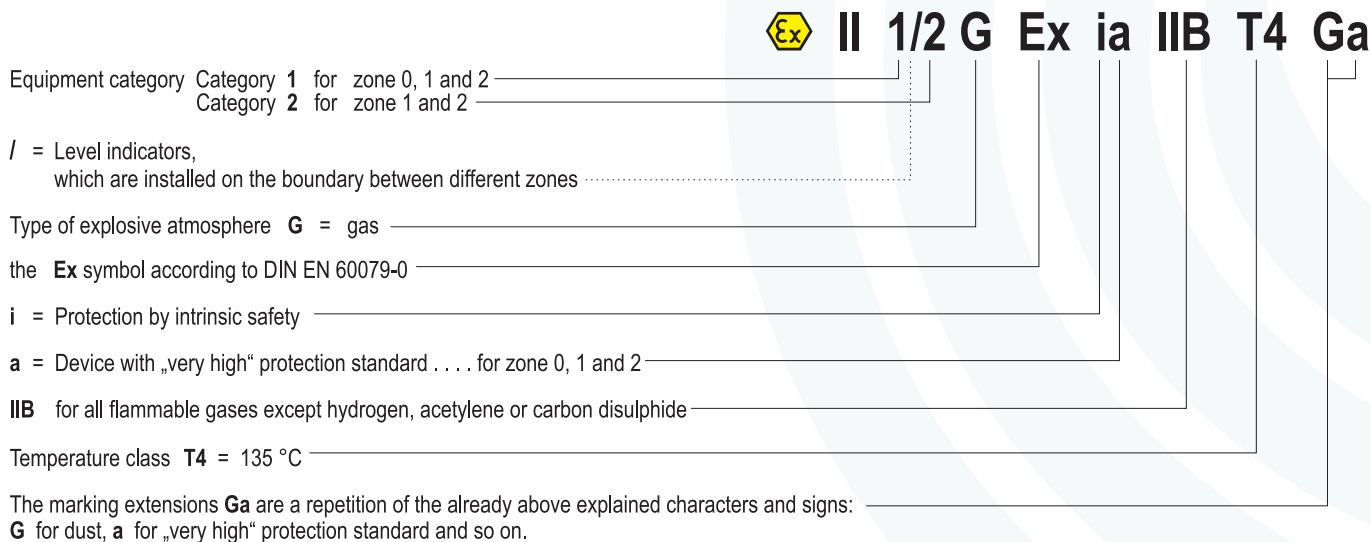 Ex II 1/2 G Ex ia IIB T4 Ga
Equipment category Category 1 for zone 0, 1 and 2
Category 2 for zone 1 and 2
/ = Level indicators,
which are installed on the boundary between different zones
Type of explosive atmosphere G = gas
the Ex symbol according to DIN EN 60079-0
i = Protection by intrinsic safety
a = Device with „very high“ protection standard . . . . for zone 0, 1 and 2
IIB for all flammable gases except hydrogen, acetylene or carbon disulphide
Temperature class T4 = 135 °C
The marking extensions Ga are a repetition of the already above explained characters and signs:
G for dust, a for „very high“ protection standard and so on.